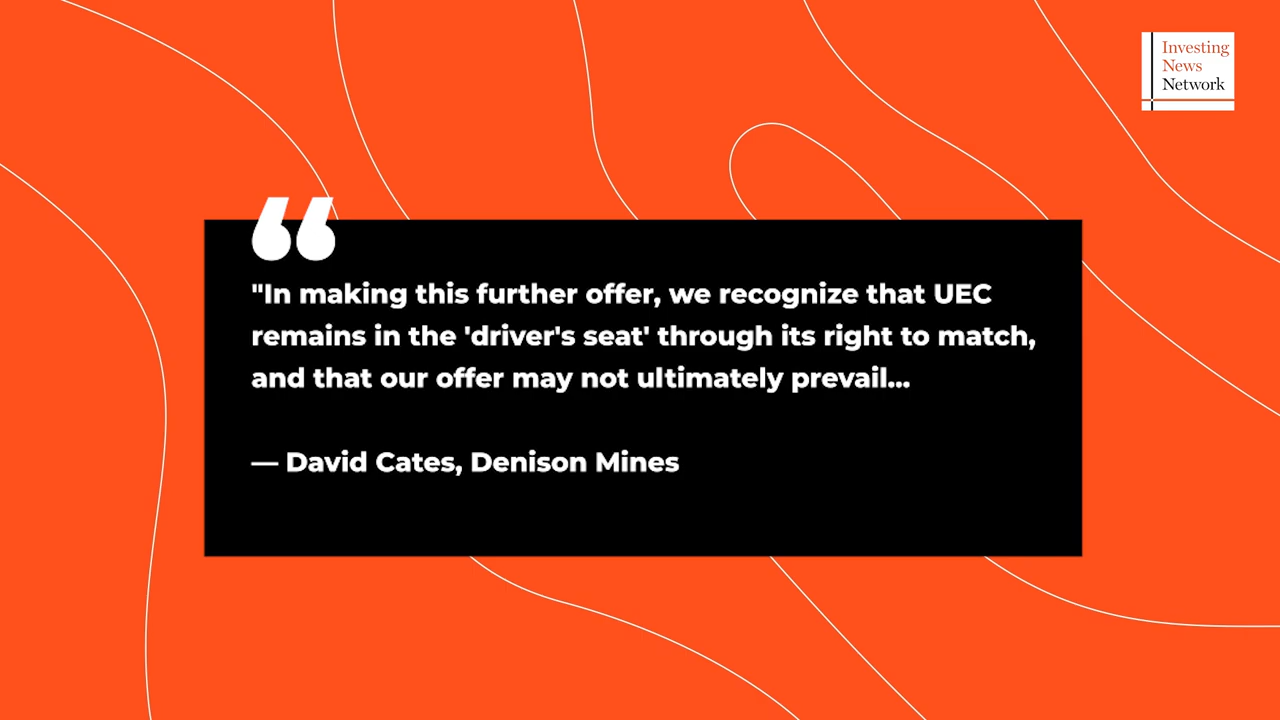 Investing
News
Network
"In making this further offer, we recognize that UEC
remains in the 'driver's seat' through its right to match,
and that our offer may not ultimately prevail...
— David Cates, Denison Mines